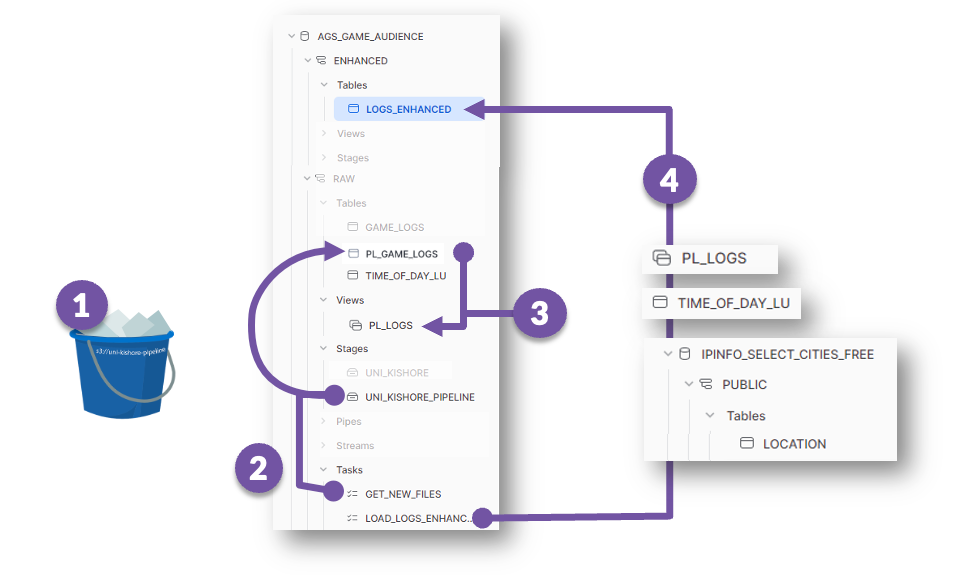 AGS_GAME_AUDIENCE
ENHANCED
Tables
LOGS_ENHANCED
Views
Stages
RAW
Tables
GAME_LOGS
PL_GAME_LOGS
TIME_OF_DAY_LU
Views
PL_LOGS
Stages
UNI_KISHORE
UNI_KISHORE_PIPELINE
Pipes
Streams
Tasks
GET_NEW_FILES
LOAD_LOGS_ENHANC...
1
s3://uni-kishore-pipeline
2
3
4
PL_LOGS
TIME_OF_DAY_LU
IPINFO_SELECT_CITIES_FREE
PUBLIC
Tables
LOCATION